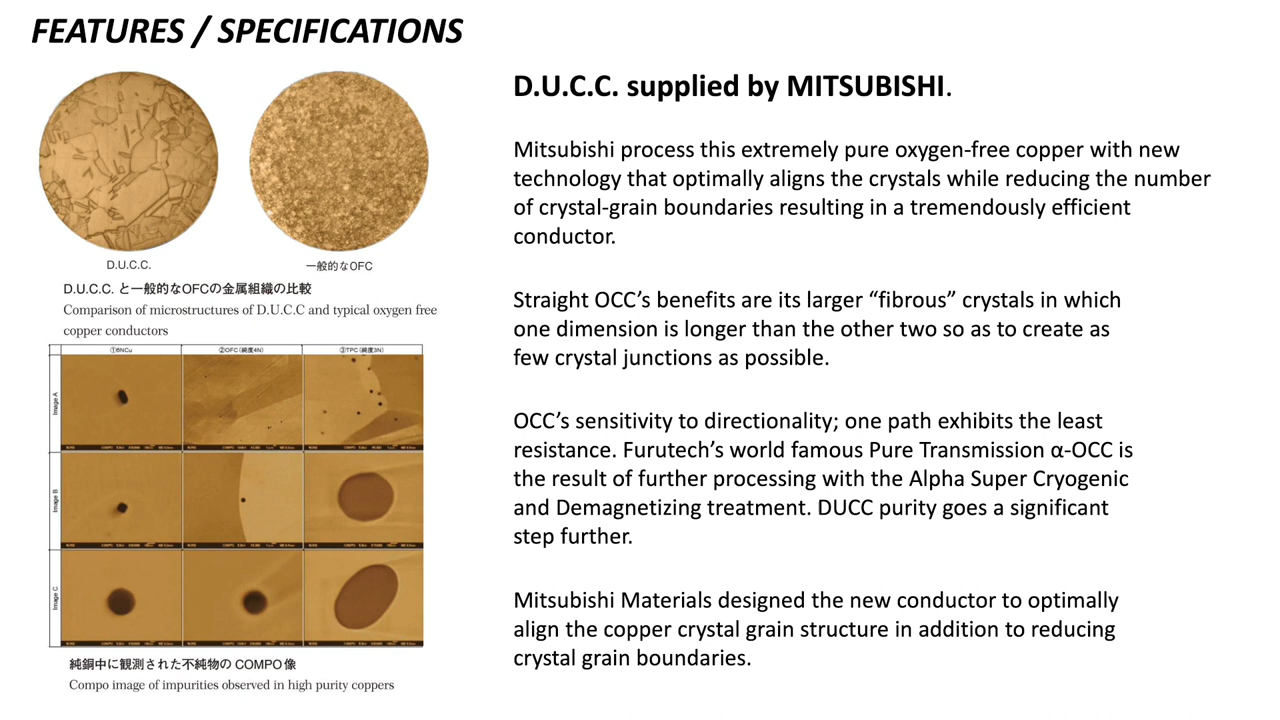 FEATURES / SPECIFICATIONS
D.U.C.C.
一般的なOFC
D.U.C.C. と一般的なOFCの金属組織の比較
Comparison of microstructures of D.U.C.C and typical oxygen free
copper conductors
①6NCu
②OFC(純度4N)
③TPC(純度3N)
Image A
Image B
Image C
純銅中に観測された不純物の COMPO 像
Compo image of impurities observed in high purity coppers
D.U.C.C. supplied by MITSUBISHI.
Mitsubishi process this extremely pure oxygen-free copper with new
technology that optimally aligns the crystals while reducing the number
of crystal-grain boundaries resulting in a tremendously efficient
conductor.
Straight OCC’s benefits are its larger “fibrous” crystals in which
one dimension is longer than the other two so as to create as
few crystal junctions as possible.
OCC’s sensitivity to directionality; one path exhibits the least
resistance. Furutech’s world famous Pure Transmission α-OCC is
the result of further processing with the Alpha Super Cryogenic
and Demagnetizing treatment. DUCC purity goes a significant
step further.
Mitsubishi Materials designed the new conductor to optimally
align the copper crystal grain structure in addition to reducing
crystal grain boundaries.